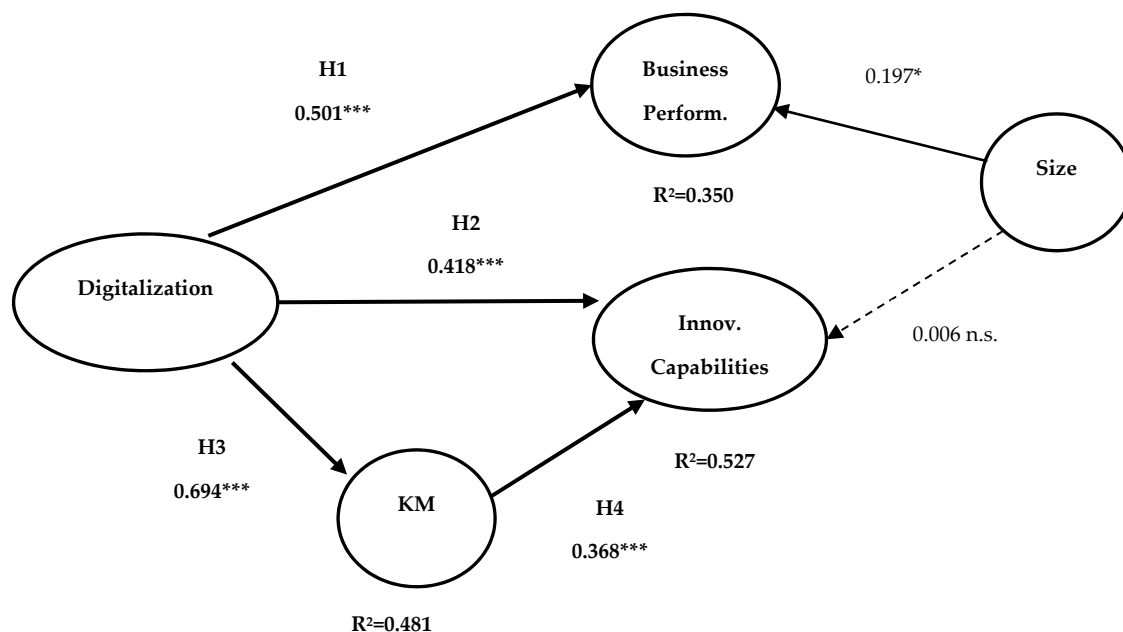 H1
0.501***
Business
Perform.
R²=0.350
0.197*
Size
H2
0.418***
Digitalization
Innov.
Capabilities
R²=0.527
0.006 n.s.
H3
0.694***
KM
R²=0.481
H4
0.368***